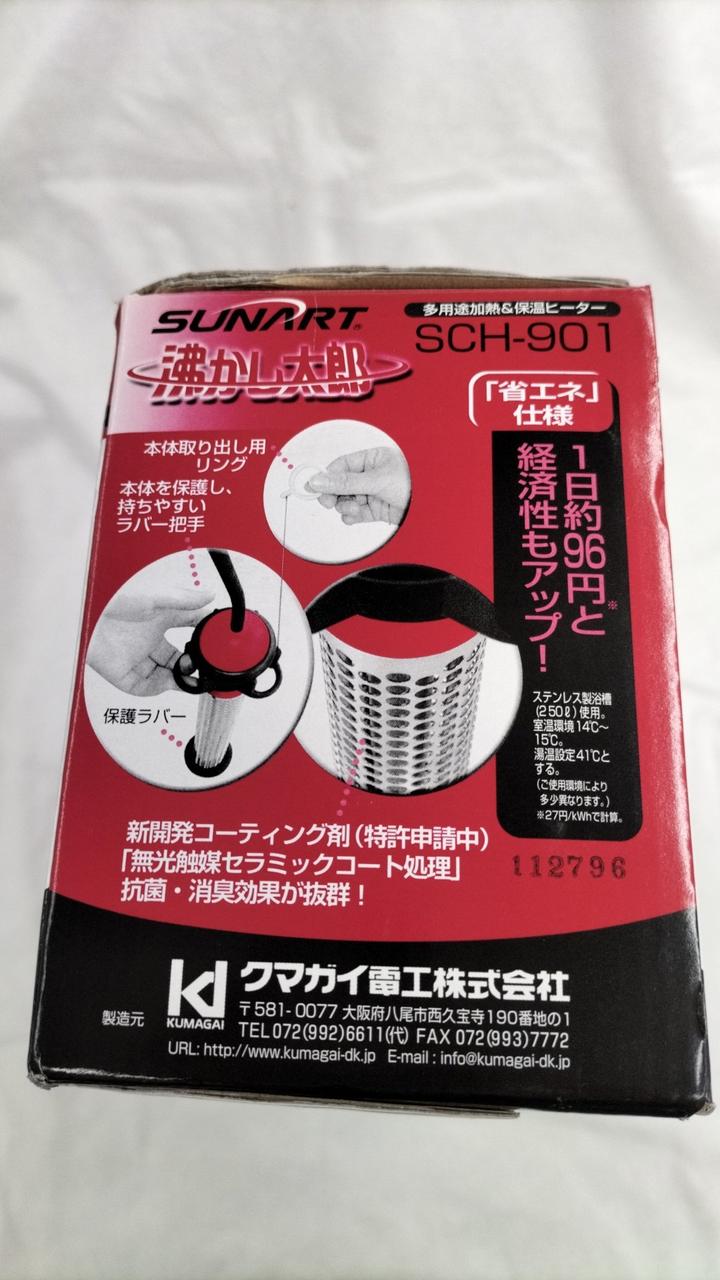 SUNART®
沸かし太郎
多用途加熱&保温ヒーター
SCH-901
「省エネ」
仕様
1日約96円と※
経済性もアップ!
ステンレス製浴槽
(250ℓ)使用。
室温環境14℃〜
15℃。
湯温設定41℃と
する。
(ご使用環境により
多少異なります。)
※27円/kWhで計算。
本体取り出し用
リング
本体を保護し、
持ちやすい
ラバー把手
保護ラバー
新開発コーティング剤(特許申請中)
「無光触媒セラミックコート処理」
抗菌・消臭効果が抜群!
112796
製造元
KUMAGAI
クマガイ電工株式会社
〒581-0077 大阪府八尾市西久宝寺190番地の1
TEL 072(992)6611(代) FAX 072(993)7772
URL: http://www.kumagai-dk.jp E-mail : info@kumagai-dk.jp